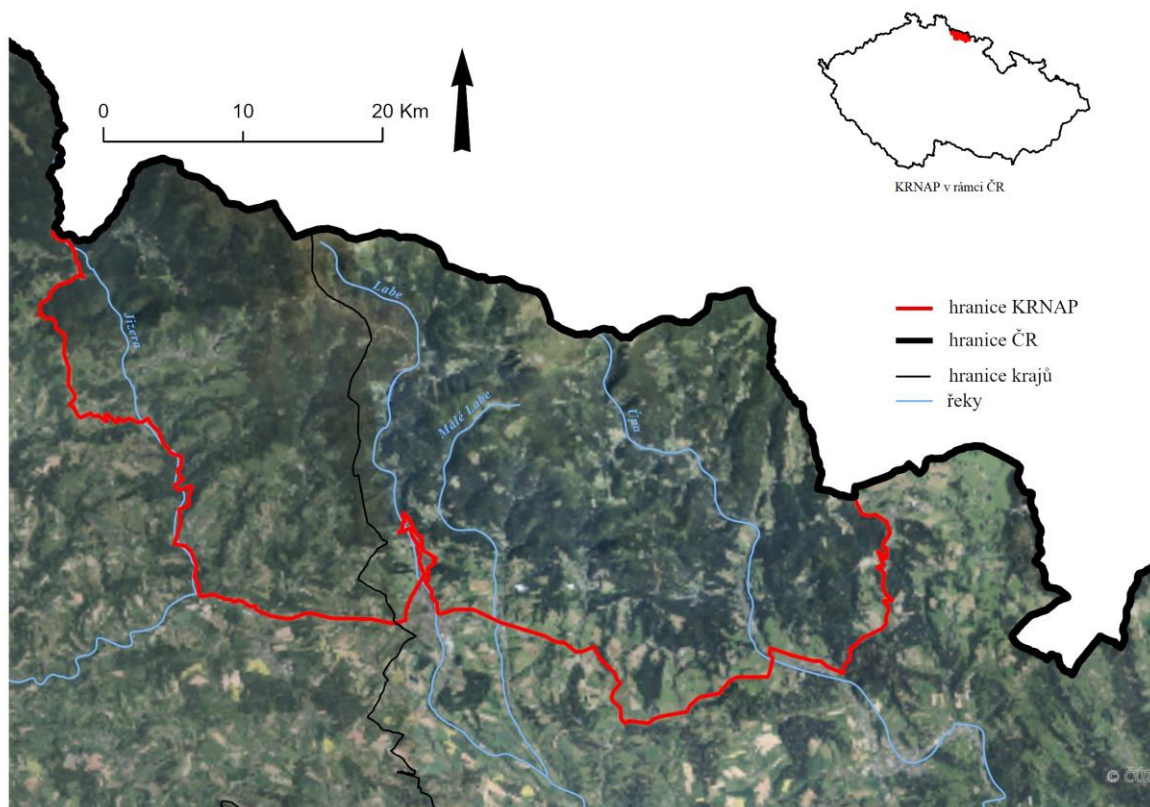 0 10 20 Km
KRNAP v rámci ČR
Labe
Jizera
Malé Labe
Úpa
hranice KRNAP
hranice ČR
hranice krajů
řeky
©